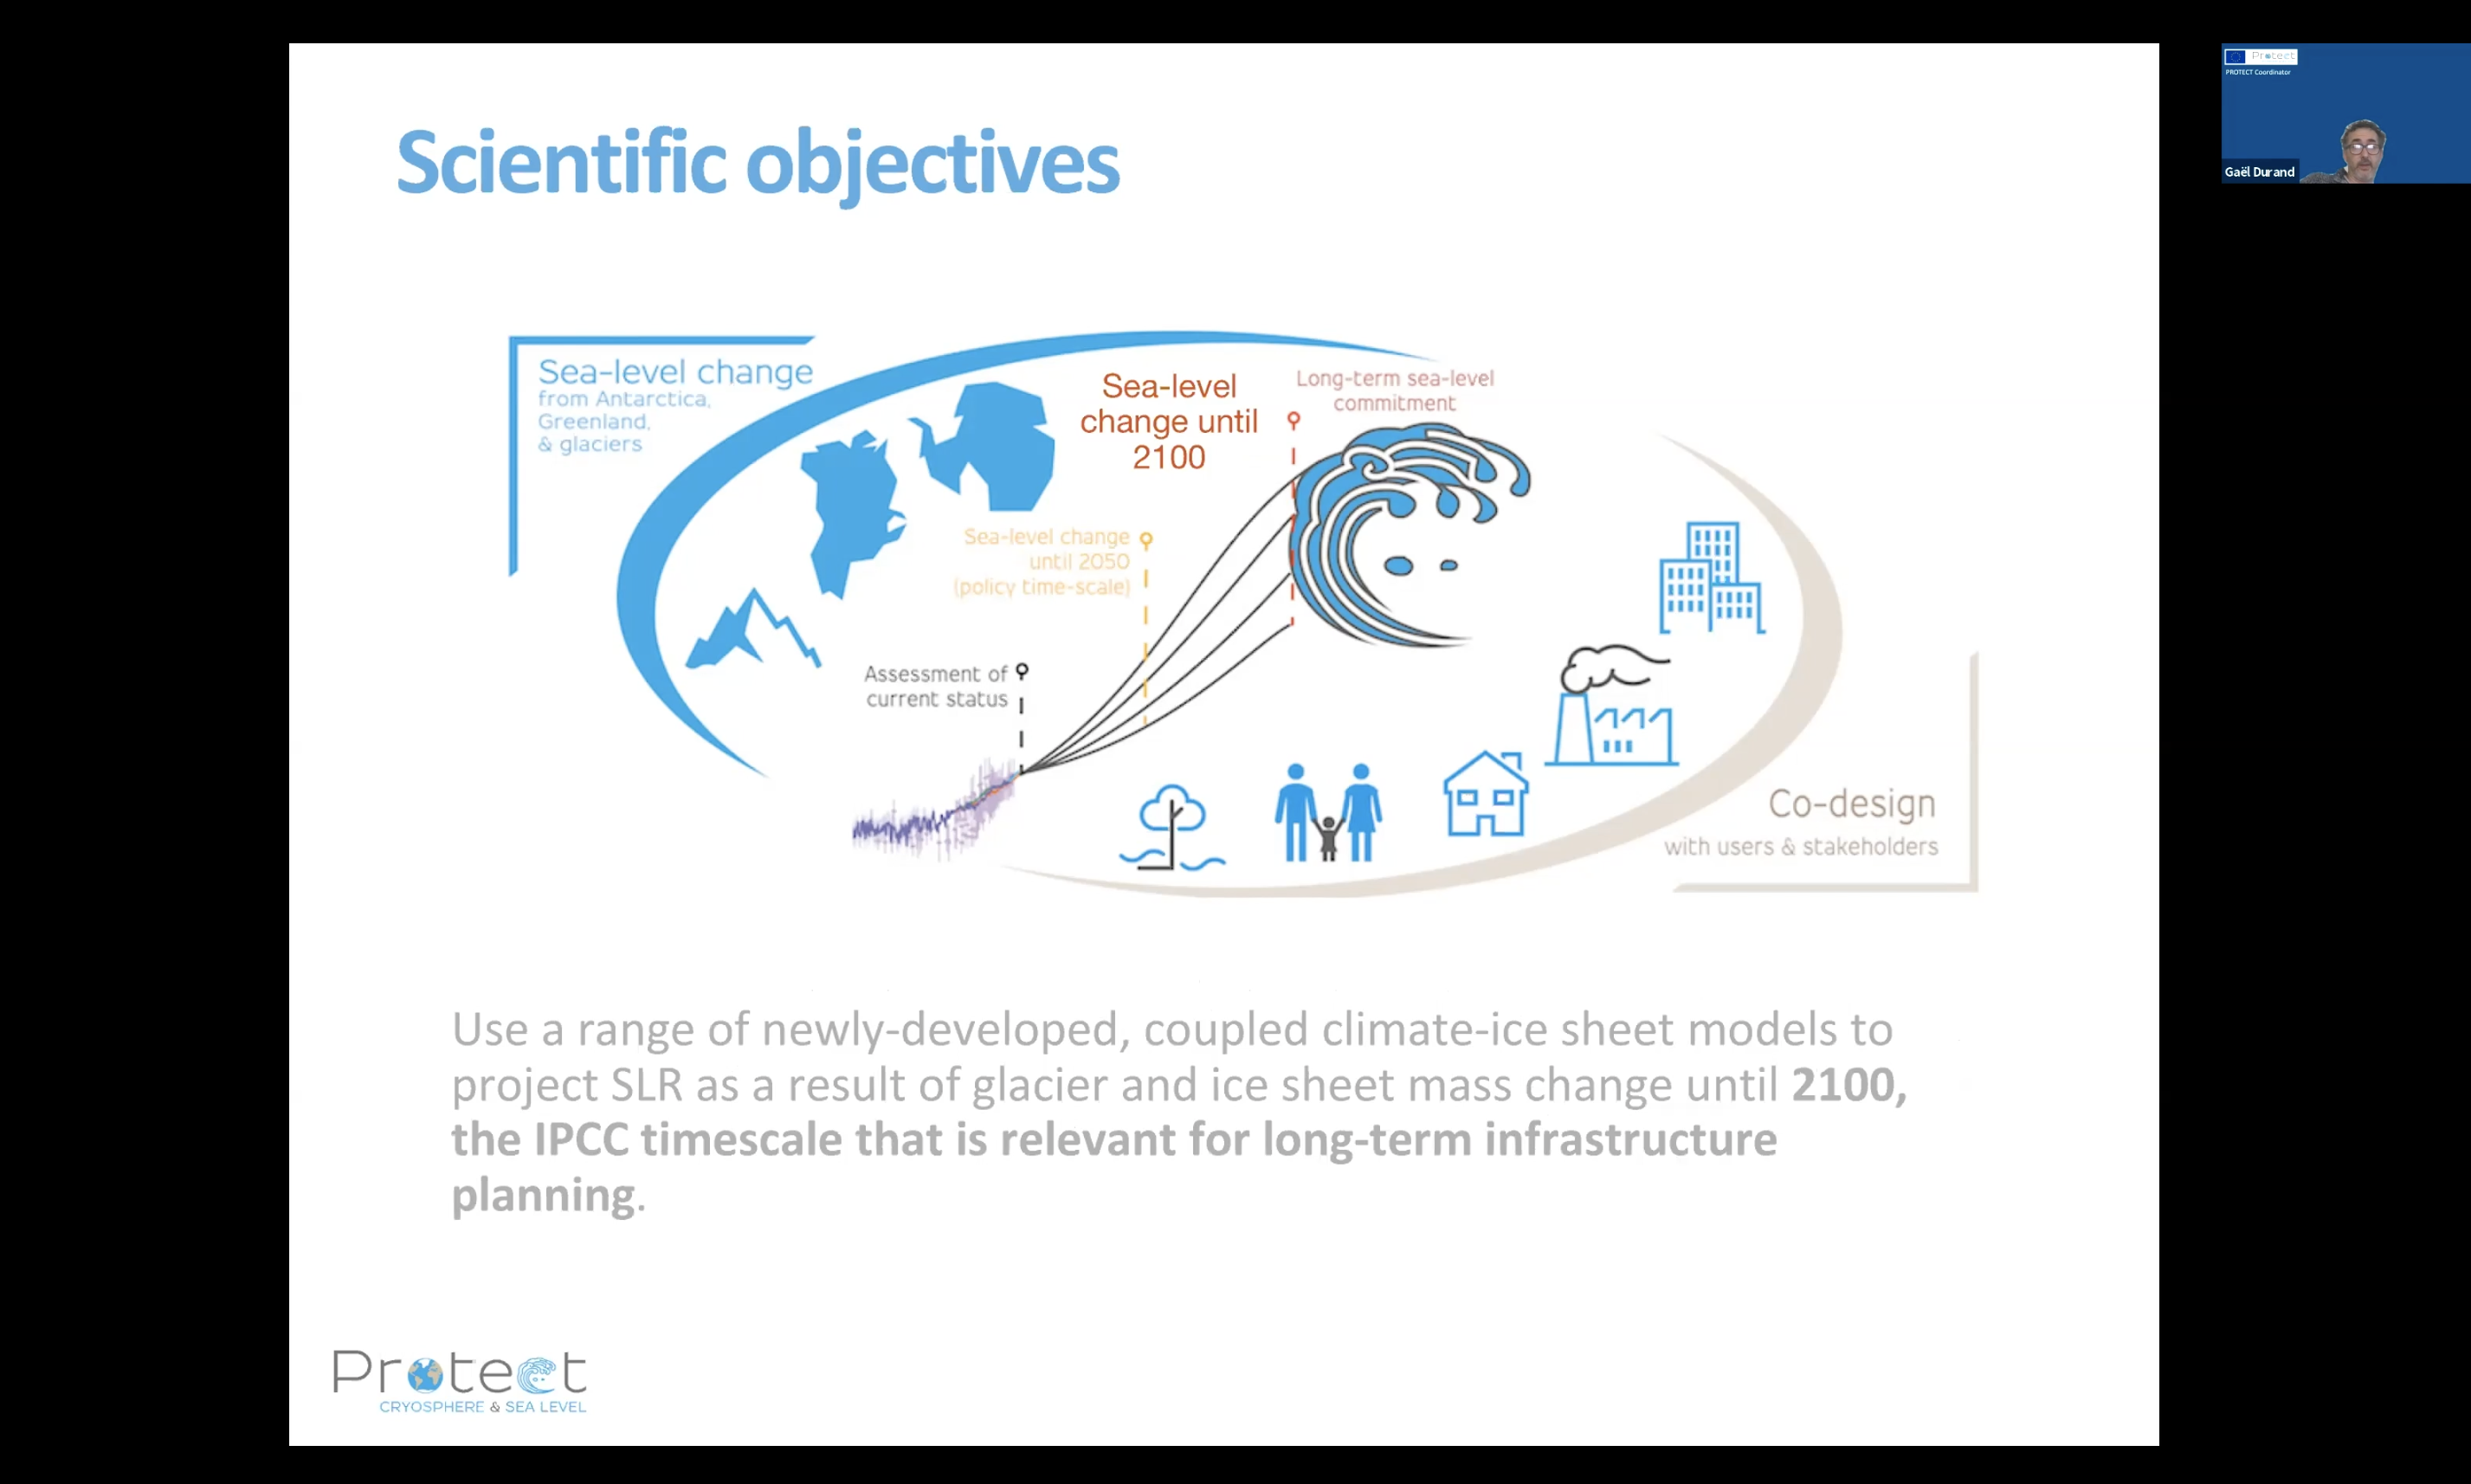 Scientific objectives
Sea-level change
from Antarctica,
Greenland,
& glaciers
Sea-level
change until
2100
Long-term sea-level
commitment
Sea-level change
until 2050
(policy time-scale)
Assessment of
current status
Co-design
with users & stakeholders
Use a range of newly-developed, coupled climate-ice sheet models to
project SLR as a result of glacier and ice sheet mass change until 2100,
the IPCC timescale that is relevant for long-term infrastructure
planning.
Protect
CRYOSPHERE & SEA LEVEL
Protect
PROTECT Coordinator
Gaël Durand